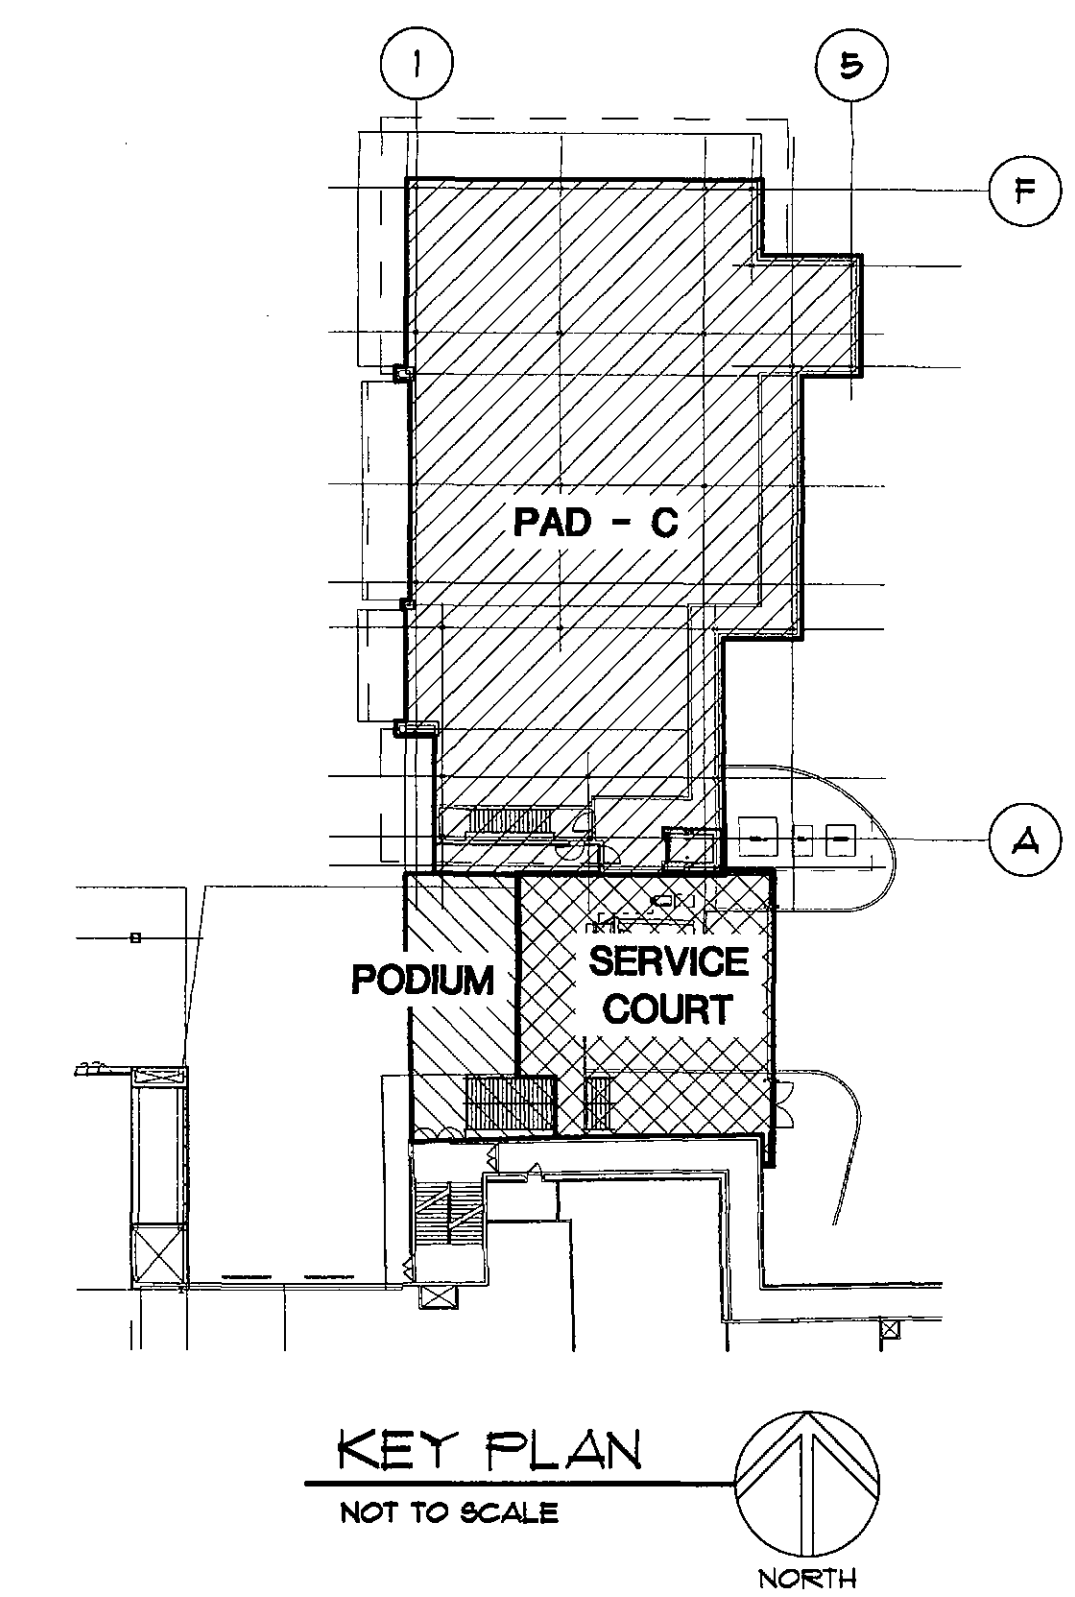 1
5
F
PAD - C
A
PODIUM
SERVICE
COURT
KEY PLAN
NOT TO SCALE
NORTH